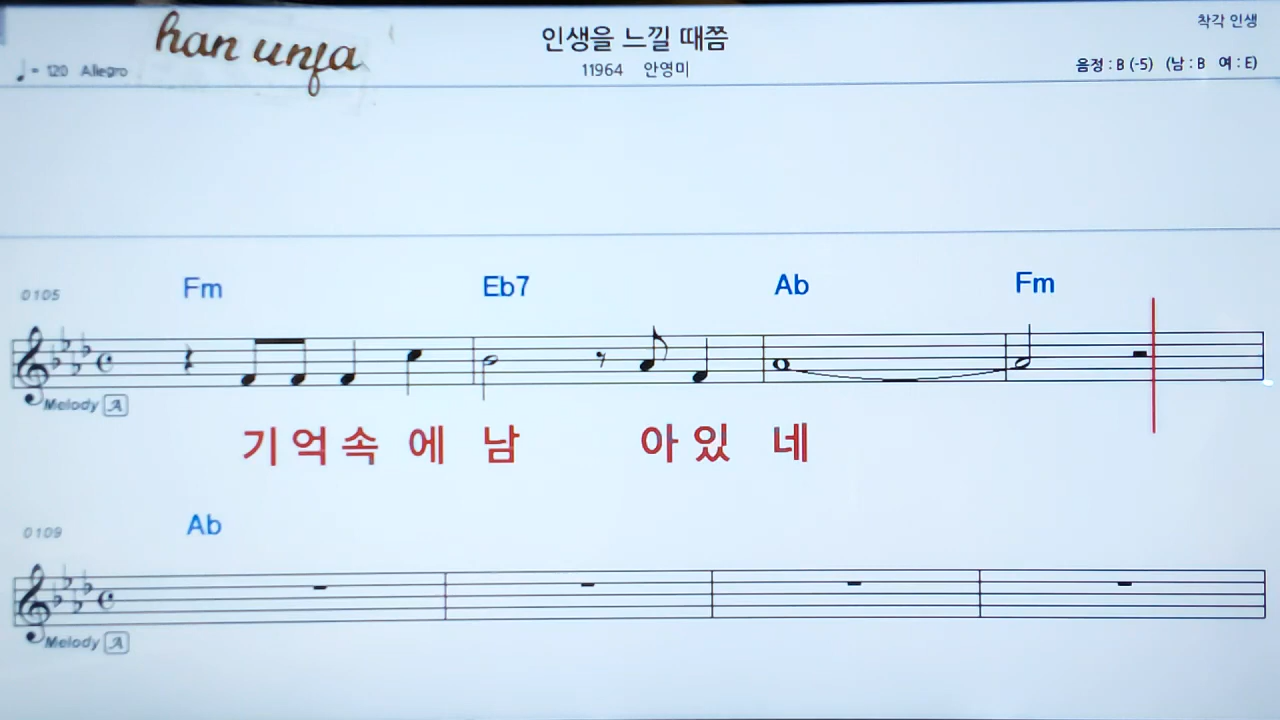 han unfa
인생을 느낄 때쯤
착각 인생
♩= 120 Allegro
11964 안영미
음정 : B (-5) (남 : B 여 : E)
0105 Fm Eb7 Ab Fm
Melody A
기억속 에 남 아있 네
0109 Ab
Melody A